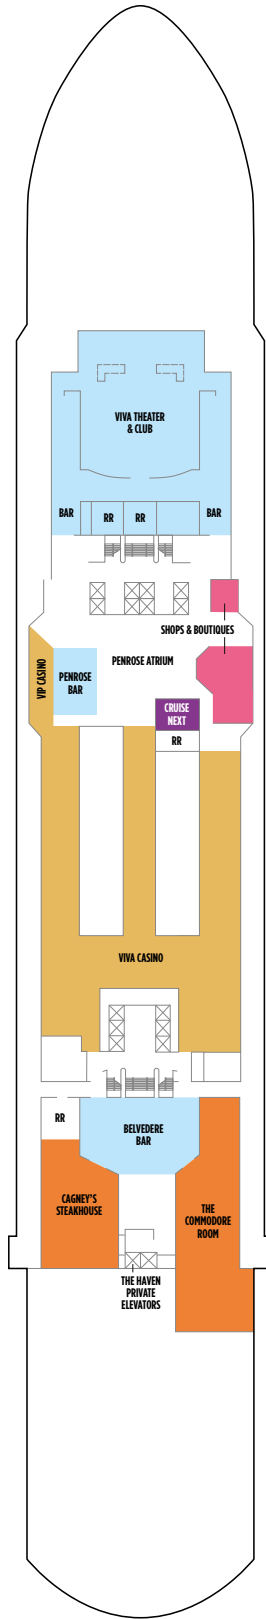 VIVA THEATER
& CLUB
BAR
RR
RR
BAR
SHOPS & BOUTIQUES
VIP CASINO
PENROSE
BAR
PENROSE ATRIUM
CRUISE
NEXT
RR
VIVA CASINO
RR
BELVEDERE
BAR
CAGNEY'S
STEAKHOUSE
THE
COMMODORE
ROOM
THE HAVEN
PRIVATE
ELEVATORS